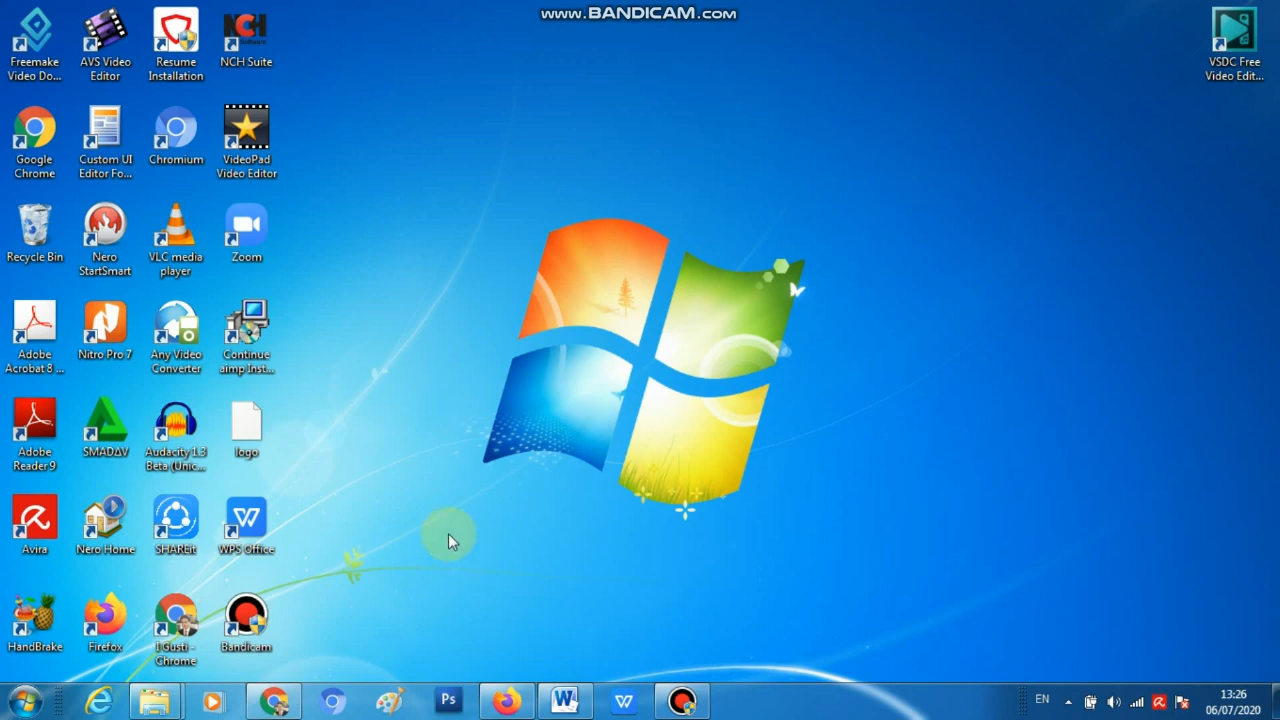 www.BANDICAM.com
Freemake
Video Do...
AVS Video
Editor
Resume
Installation
NCH
NCH Suite
VSDC Free
Video Edit...
Google
Chrome
Custom UI
Editor Fo...
Chromium
VideoPad
Video Editor
Recycle Bin
Nero
StartSmart
VLC media
player
Zoom
Adobe
Acrobat 8 ...
Nitro Pro 7
Any Video
Converter
Continue
aimp Inst...
Adobe
Reader 9
SMADΔV
Audacity 1.3
Beta (Unic...
logo
Avira
Nero Home
SHAREit
WPS Office
HandBrake
Firefox
I Gusti -
Chrome
Bandicam
Ps
W
W
EN
13:26
06/07/2020